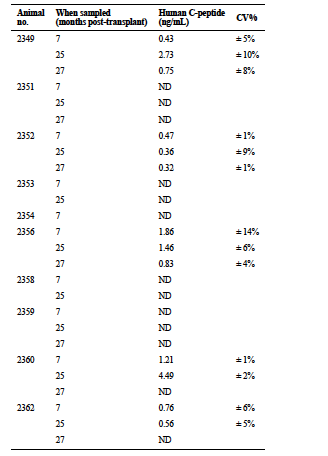 Animal no. When sampled (months post-transplant) Human C-peptide (ng/mL) CV%
2349 7 0.43 ± 5%
25 2.73 ± 10%
27 0.75 ± 8%
2351 7 ND
25 ND
27 ND
2352 7 0.47 ± 1%
25 0.36 ± 9%
27 0.32 ± 1%
2353 7 ND
25 ND
2354 7 ND
2356 7 1.86 ± 14%
25 1.46 ± 6%
27 0.83 ± 4%
2358 7 ND
25 ND
2359 7 ND
25 ND
27 ND
2360 7 1.21 ± 1%
25 4.49 ± 2%
27 ND
2362 7 0.76 ± 6%
25 0.56 ± 5%
27 ND